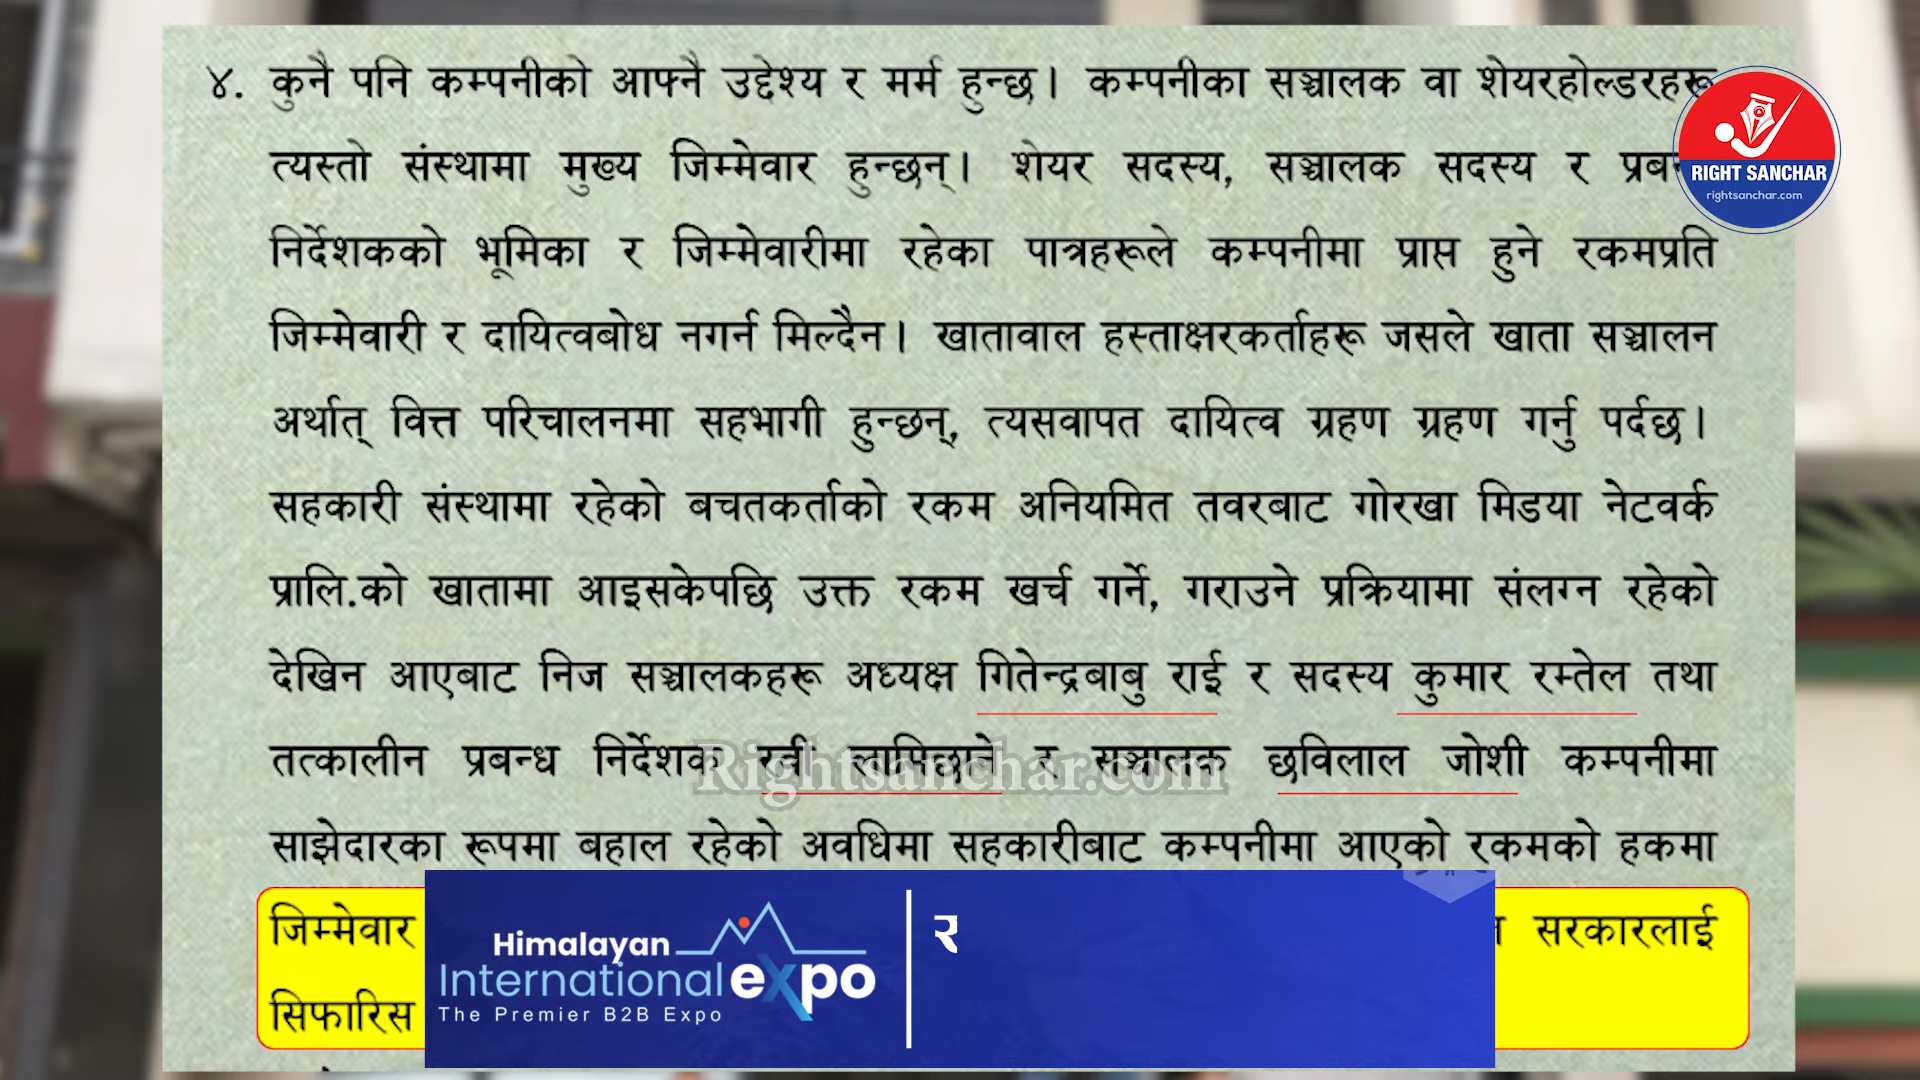 ४. कुनै पनि कम्पनीको आफ्नै उद्देश्य र मर्म हुन्छ। कम्पनीका सञ्चालक वा शेयरहोल्डरहरू
त्यस्तो संस्थामा मुख्य जिम्मेवार हुन्छन्। शेयर सदस्य, सञ्चालक सदस्य र
निर्देशकको भूमिका र जिम्मेवारीमा रहेका पात्रहरूले कम्पनीमा प्राप्त हुने रकमप्रति
जिम्मेवारी र दायित्वबोध नगर्न मिल्दैन। खातावाल हस्ताक्षरकर्ताहरू जसले खाता सञ्चालन
अर्थात् वित्त परिचालनमा सहभागी हुन्छन्, त्यसवापत दायित्व ग्रहण ग्रहण गर्नु पर्दछ।
सहकारी संस्थामा रहेको बचतकर्ताको रकम अनियमित तवरबाट गोरखा मिडया नेटवर्क
प्रालि.को खातामा आइसकेपछि उक्त रकम खर्च गर्ने, गराउने प्रक्रियामा संलग्न रहेको
देखिन आएबाट निज सञ्चालकहरू अध्यक्ष गितेन्द्रबाबु राई र सदस्य कुमार रम्तेल तथा
तत्कालीन प्रबन्ध निर्देशक रवी लामिछाने र सञ्चालक छविलाल जोशी कम्पनीमा
साझेदारका रूपमा बहाल रहेको अवधिमा सहकारीबाट कम्पनीमा आएको रकमको हकमा
जिम्मेवार सरकारलाई
सिफारिस
RIGHT SANCHAR
rightsanchar.com
Rightsanchar.com
Himalayan
International expo
The Premier B2B Expo